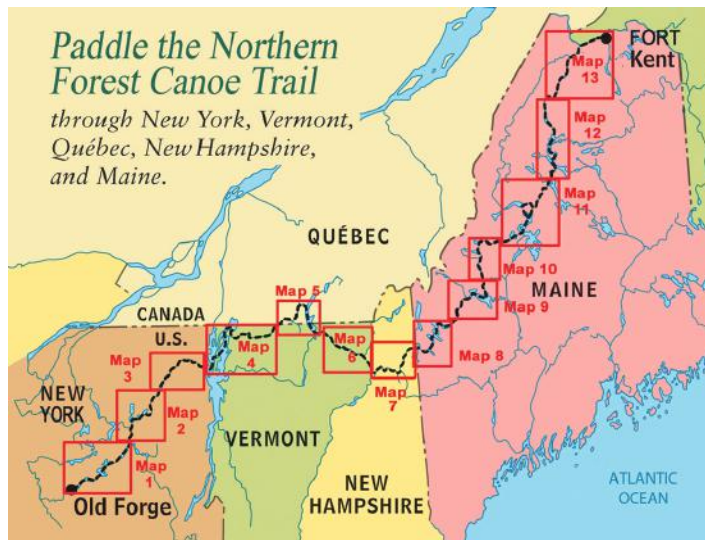 Paddle the Northern
Forest Canoe Trail
through New York, Vermont,
Québec, New Hampshire,
and Maine.
FORT
Kent
Map
13
Map
12
Map
11
QUÉBEC
Map 10
MAINE
Map 5
Map 9
CANADA
U.S.
Map
4
Map
6
Map 8
Map
3
Map
7
NEW
YORK
Map
2
VERMONT
Map
1
Old Forge
NEW
HAMPSHIRE
ATLANTIC
OCEAN